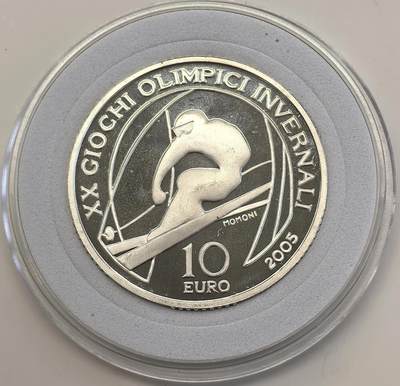 XX GIOCHI OLIMPICI INVERNALI
MOMONI
10
EURO
2005